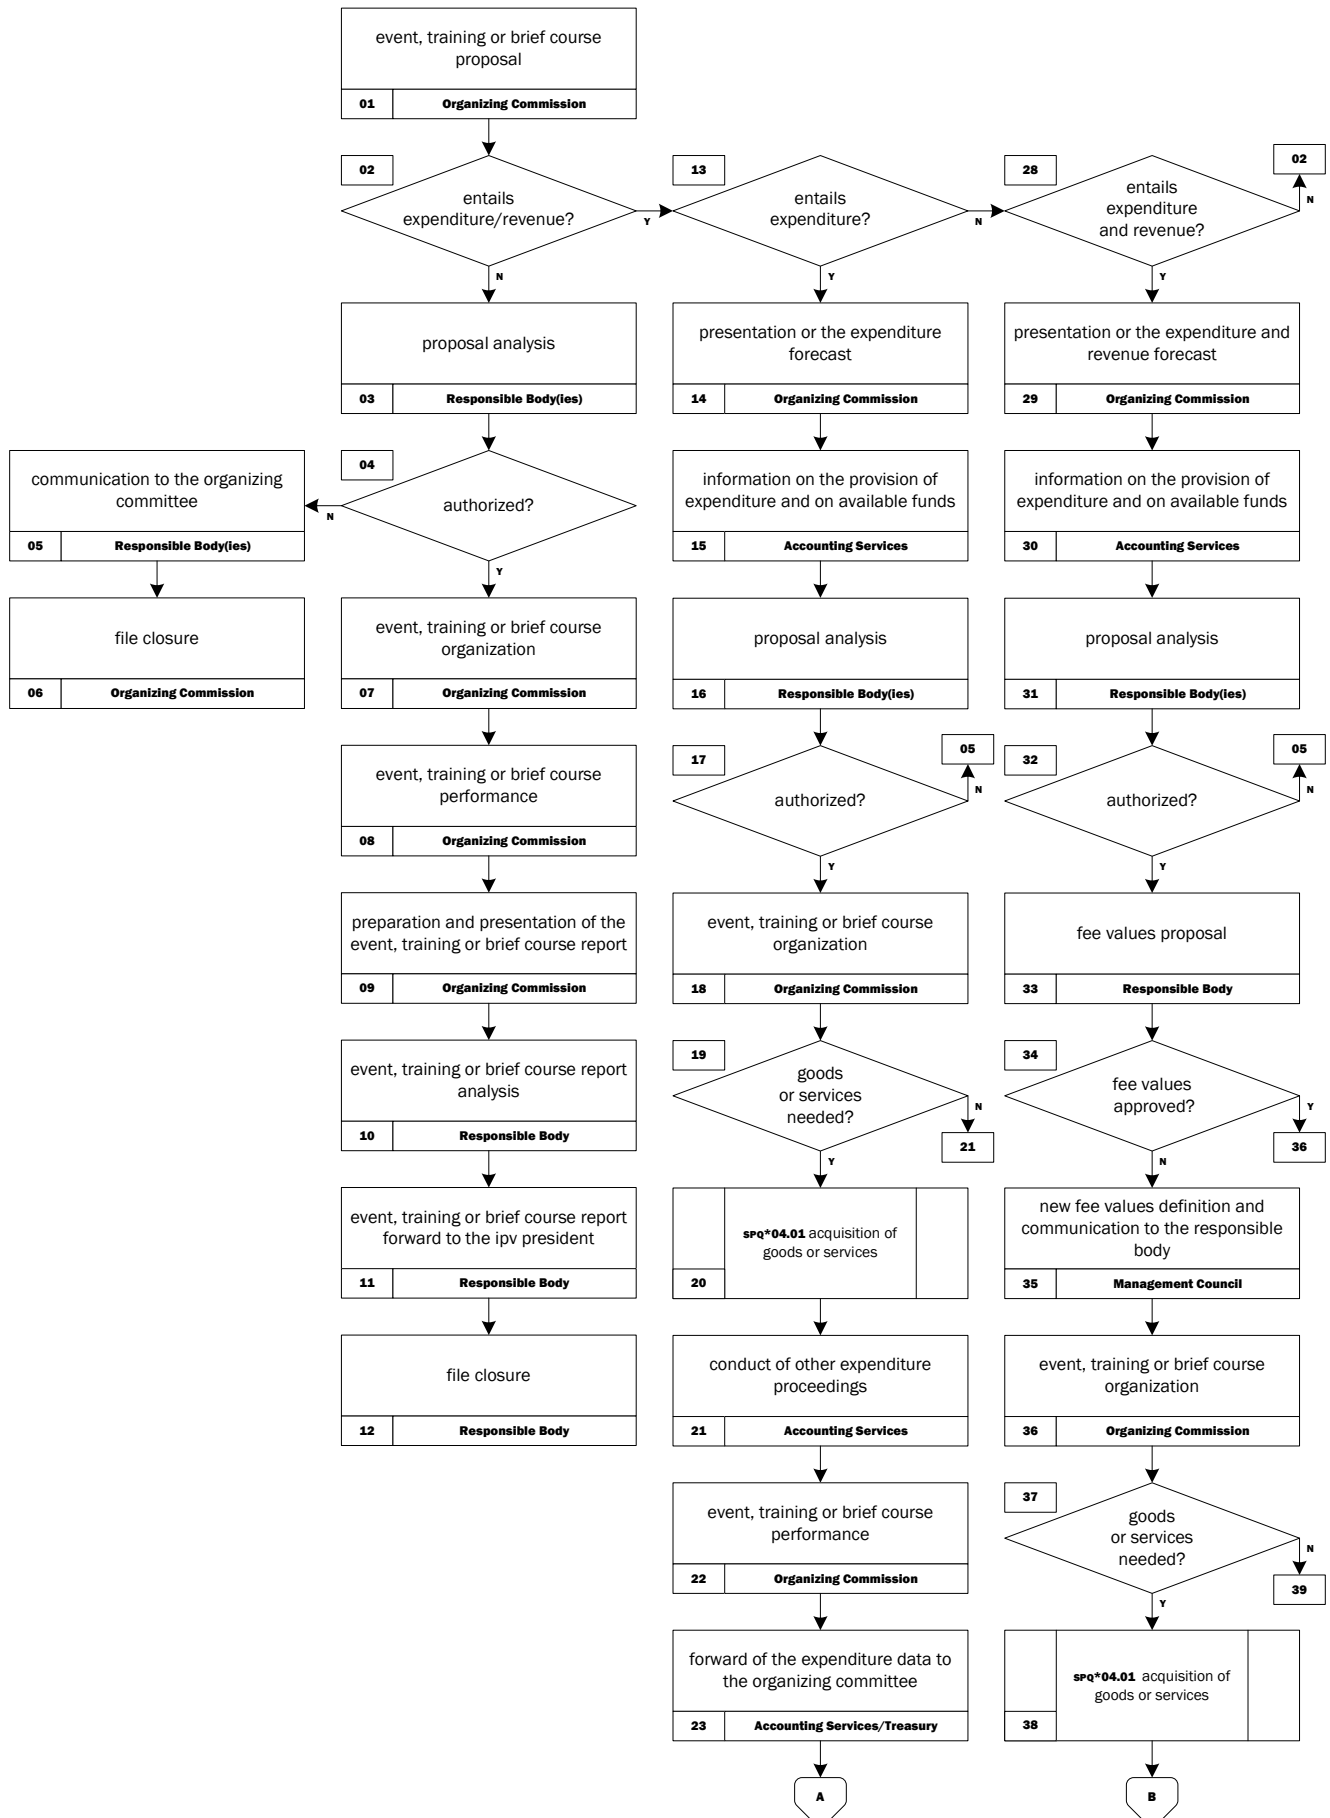 event, training or brief course
proposal
01 Organizing Commission
02
entails
expenditure/revenue?
Y
N
proposal analysis
03 Responsible Body(ies)
04
authorized?
N
Y
communication to the organizing
committee
05 Responsible Body(ies)
file closure
06 Organizing Commission
event, training or brief course
organization
07 Organizing Commission
event, training or brief course
performance
08 Organizing Commission
preparation and presentation of the
event, training or brief course report
09 Organizing Commission
event, training or brief course report
analysis
10 Responsible Body
event, training or brief course report
forward to the ipv president
11 Responsible Body
file closure
12 Responsible Body
13
entails
expenditure?
N
Y
presentation or the expenditure
forecast
14 Organizing Commission
information on the provision of
expenditure and on available funds
15 Accounting Services
proposal analysis
16 Responsible Body(ies)
17
authorized?
05
N
Y
event, training or brief course
organization
18 Organizing Commission
19
goods
or services
needed?
N
21
Y
SPQ*04.01 acquisition of
goods or services
20
conduct of other expenditure
proceedings
21 Accounting Services
event, training or brief course
performance
22 Organizing Commission
forward of the expenditure data to
the organizing committee
23 Accounting Services/Treasury
A
28
entails
expenditure
and revenue?
02
N
Y
presentation or the expenditure and
revenue forecast
29 Organizing Commission
information on the provision of
expenditure and on available funds
30 Accounting Services
proposal analysis
31 Responsible Body(ies)
32
authorized?
05
N
Y
fee values proposal
33 Responsible Body
34
fee values
approved?
Y
36
N
new fee values definition and
communication to the responsible
body
35 Management Council
event, training or brief course
organization
36 Organizing Commission
37
goods
or services
needed?
N
39
Y
SPQ*04.01 acquisition of
goods or services
38
B